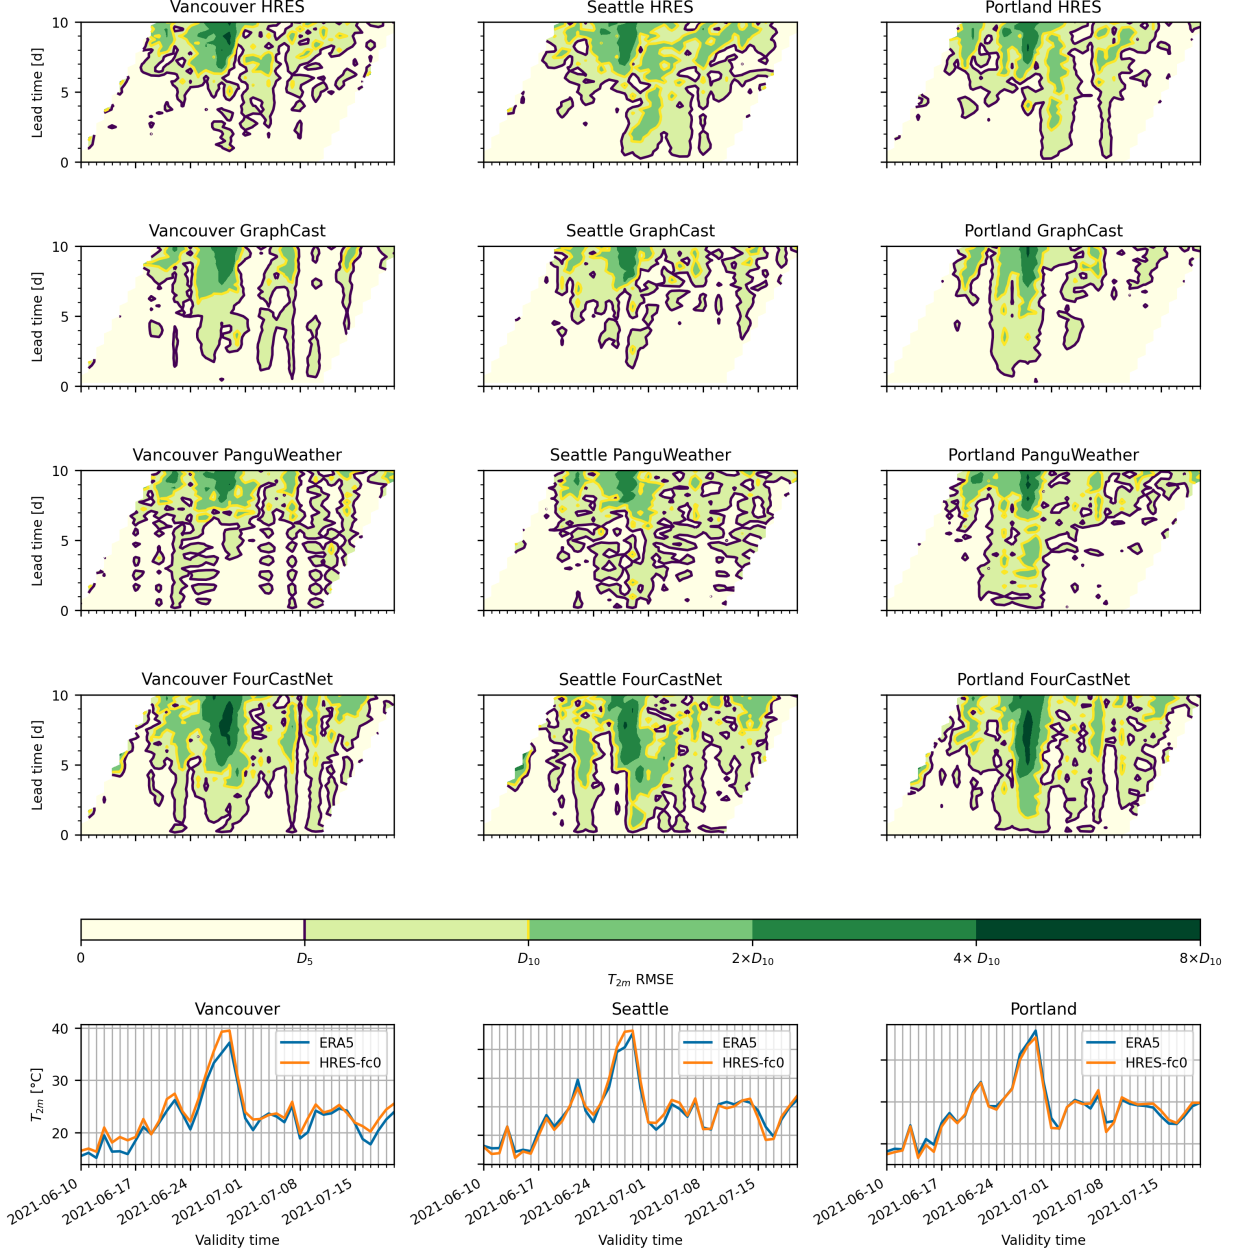 Vancouver HRES
Seattle HRES
Portland HRES
10
5
0
Lead time [d]
Vancouver GraphCast
Seattle GraphCast
Portland GraphCast
10
5
0
Lead time [d]
Vancouver PanguWeather
Seattle PanguWeather
Portland PanguWeather
10
5
0
Lead time [d]
Vancouver FourCastNet
Seattle FourCastNet
Portland FourCastNet
10
5
0
Lead time [d]
0 D5 D10 2×D10 4×D10 8×D10
T2m RMSE
Vancouver
Seattle
Portland
40
30
20
T2m [°C]
ERA5
HRES-fc0
ERA5
HRES-fc0
ERA5
HRES-fc0
2021-06-10 2021-06-17 2021-06-24 2021-07-01 2021-07-08 2021-07-15
2021-06-10 2021-06-17 2021-06-24 2021-07-01 2021-07-08 2021-07-15
2021-06-10 2021-06-17 2021-06-24 2021-07-01 2021-07-08 2021-07-15
Validity time
Validity time
Validity time